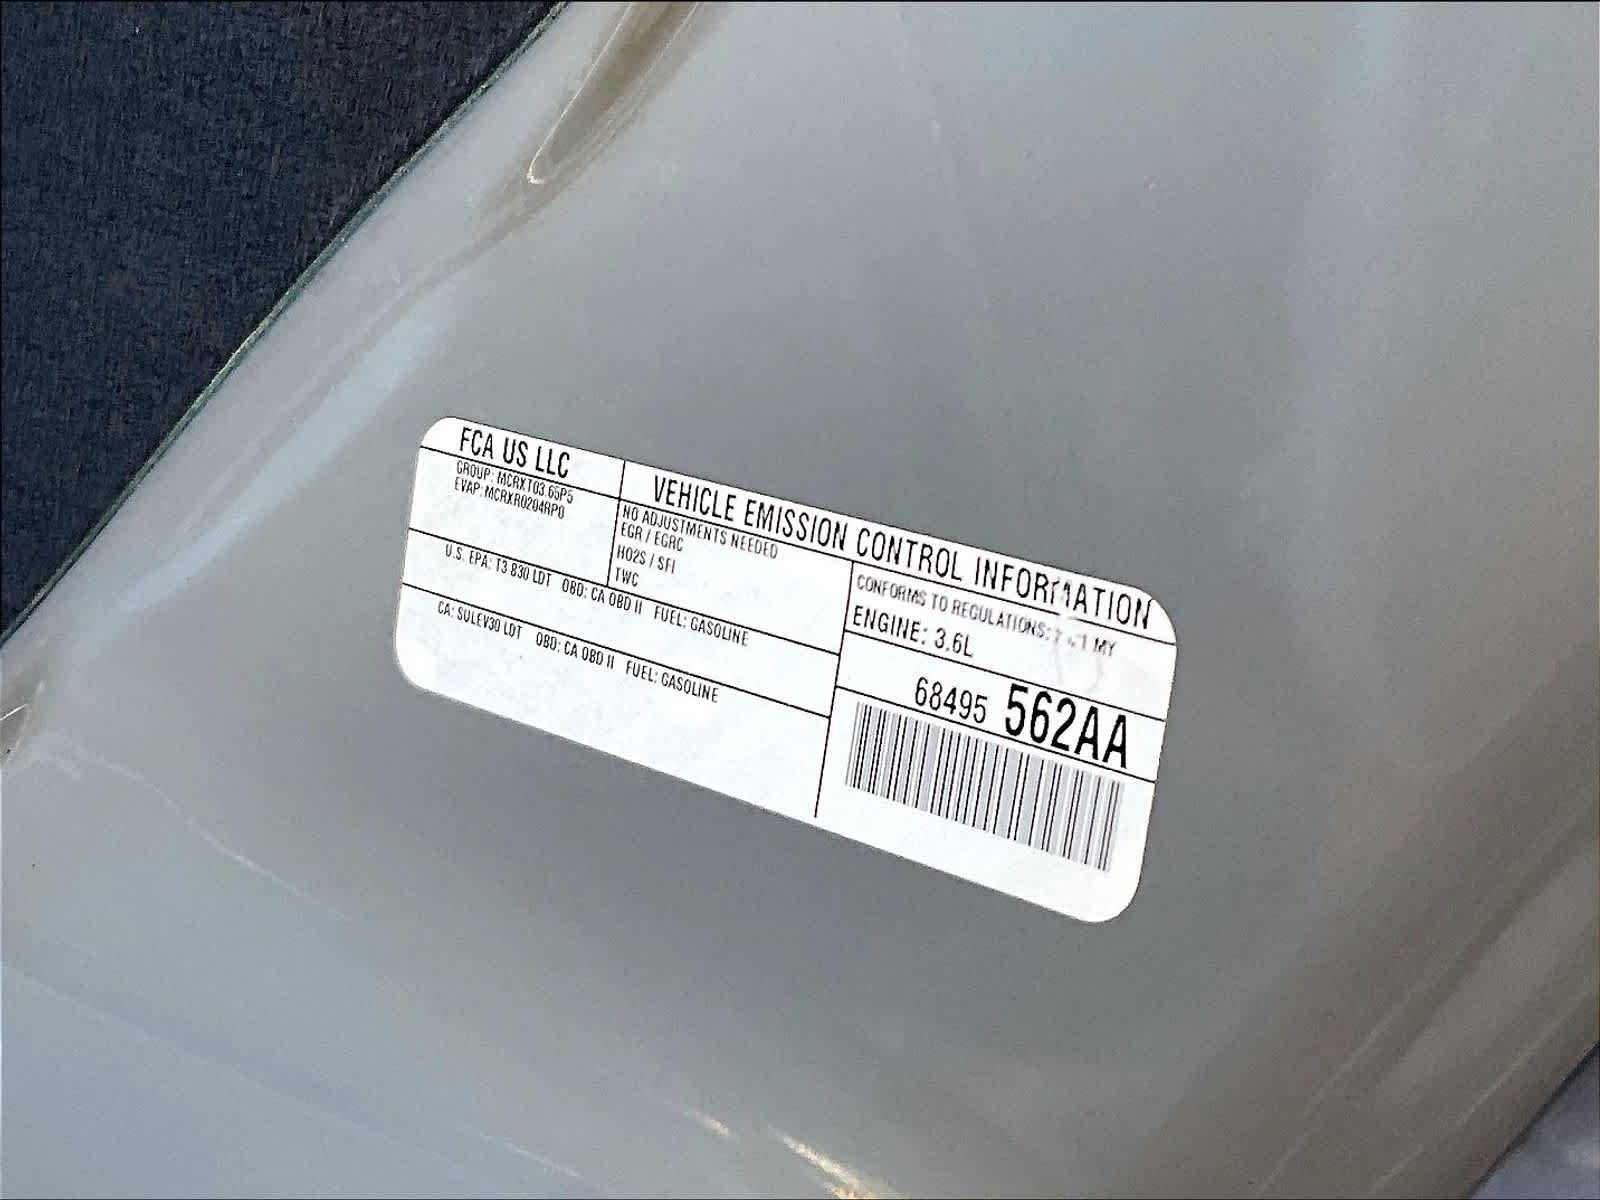 FCA US LLC
VEHICLE EMISSION CONTROL INFORMATION
GROUP: MCRXT03.65P5
EVAP: MCRXR0204RP0
NO ADJUSTMENTS NEEDED
EGR / EGRC
HO2S / SFI
TWC
CONFORMS TO REGULATIONS: MY
ENGINE: 3.6L
U.S. EPA: T3 B30 LDT OBD: CA OBD II FUEL: GASOLINE
CA: SULEV30 LDT OBD: CA OBD II FUEL: GASOLINE
68495 562AA